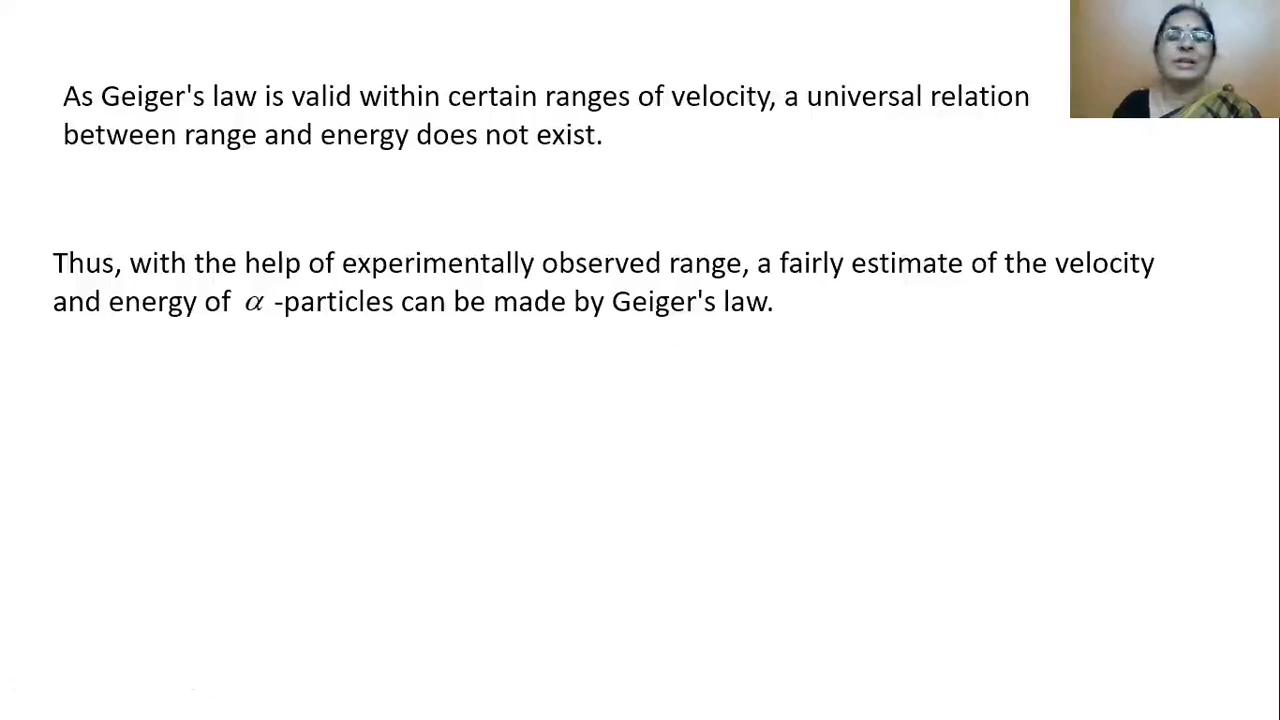 As Geiger's law is valid within certain ranges of velocity, a universal relation
between range and energy does not exist.
Thus, with the help of experimentally observed range, a fairly estimate of the velocity
and energy of α -particles can be made by Geiger's law.